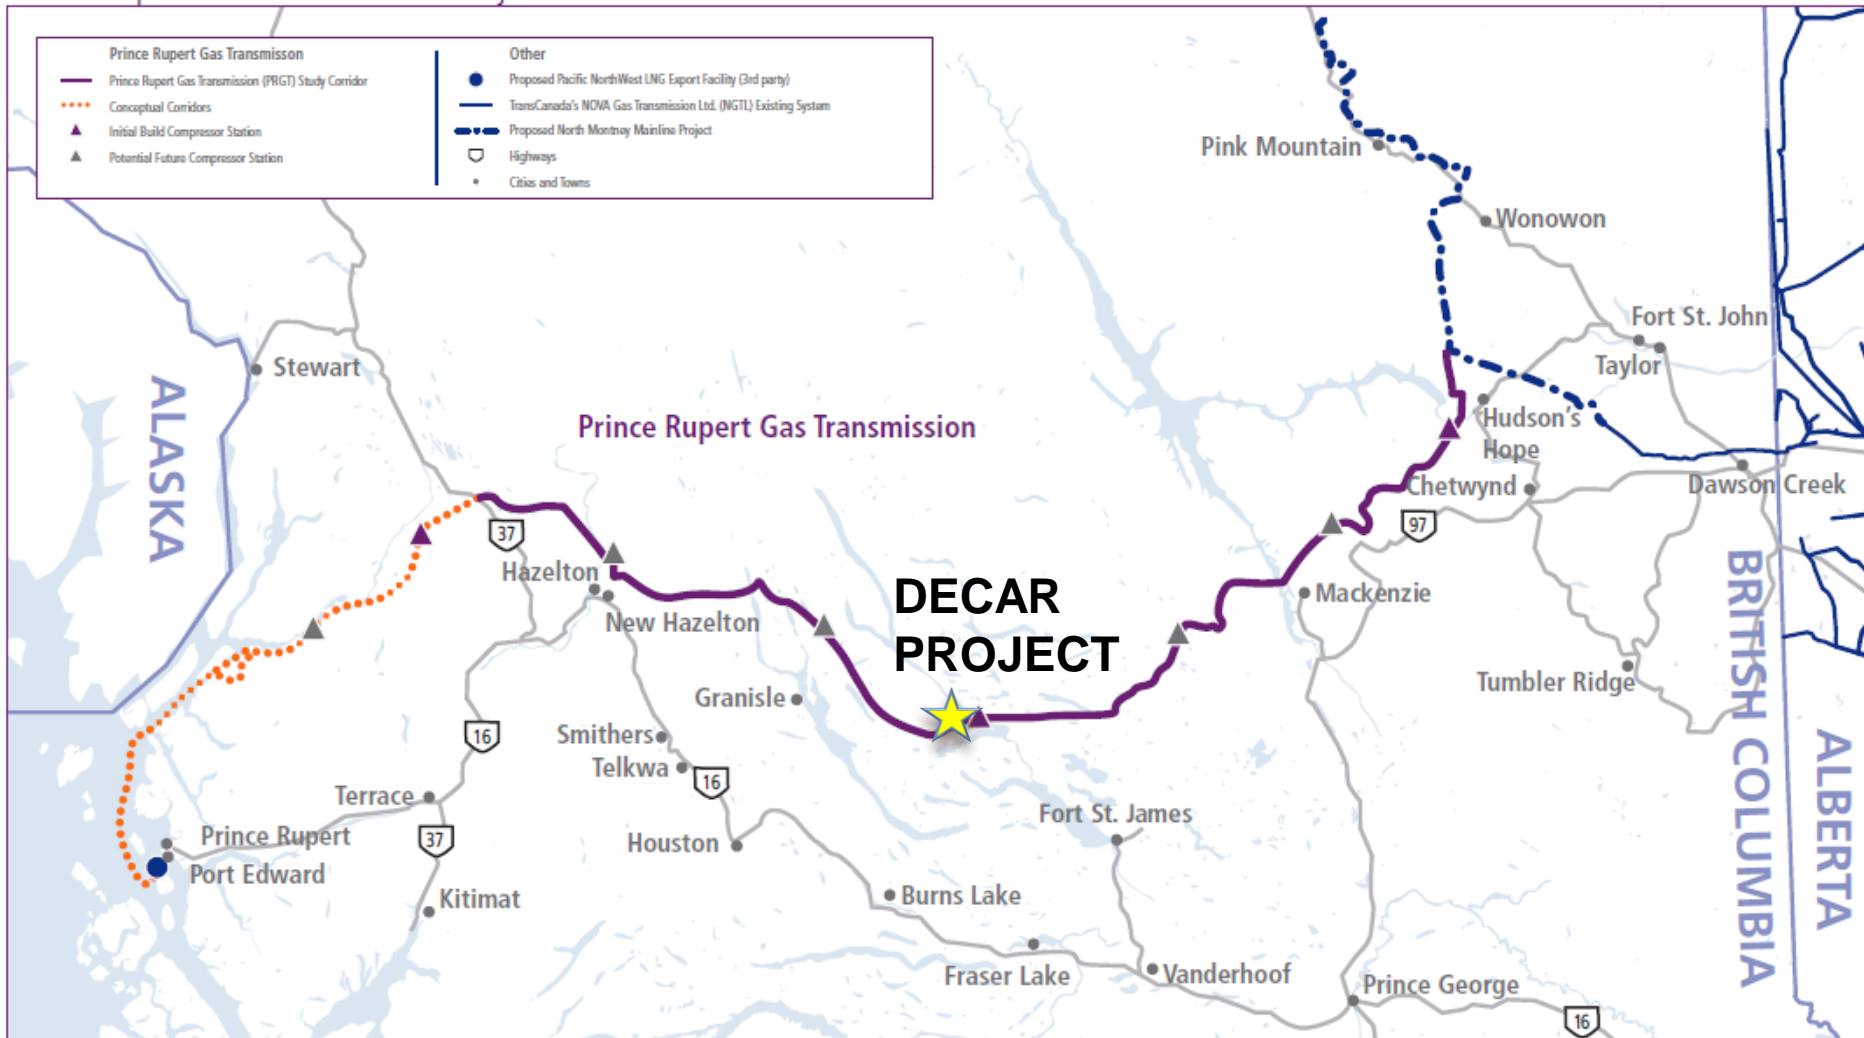 Prince Rupert Gas Transmisson
Prince Rupert Gas Transmission (PRGT) Study Corridor
Conceptual Corridors
Initial Build Compressor Station
Potential Future Compressor Station
Other
Proposed Pacific NorthWest LNG Export Facility (3rd party)
TransCanada's NOVA Gas Transmission Ltd. (NGTL) Existing System
Proposed North Montney Mainline Project
Highways
Cities and Towns
Pink Mountain
Wonowon
Fort St. John
Taylor
Stewart
ALASKA
Prince Rupert Gas Transmission
Hudson's
Hope
Chetwynd
Dawson Creek
37
97
Hazelton
New Hazelton
DECAR
PROJECT
Mackenzie
Tumbler Ridge
BRITISH COLUMBIA
ALBERTA
Granisle
Smithers
Telkwa
16
16
Terrace
Fort St. James
Prince Rupert
Port Edward
37
Houston
Kitimat
Burns Lake
Fraser Lake
Vanderhoof
Prince George
16